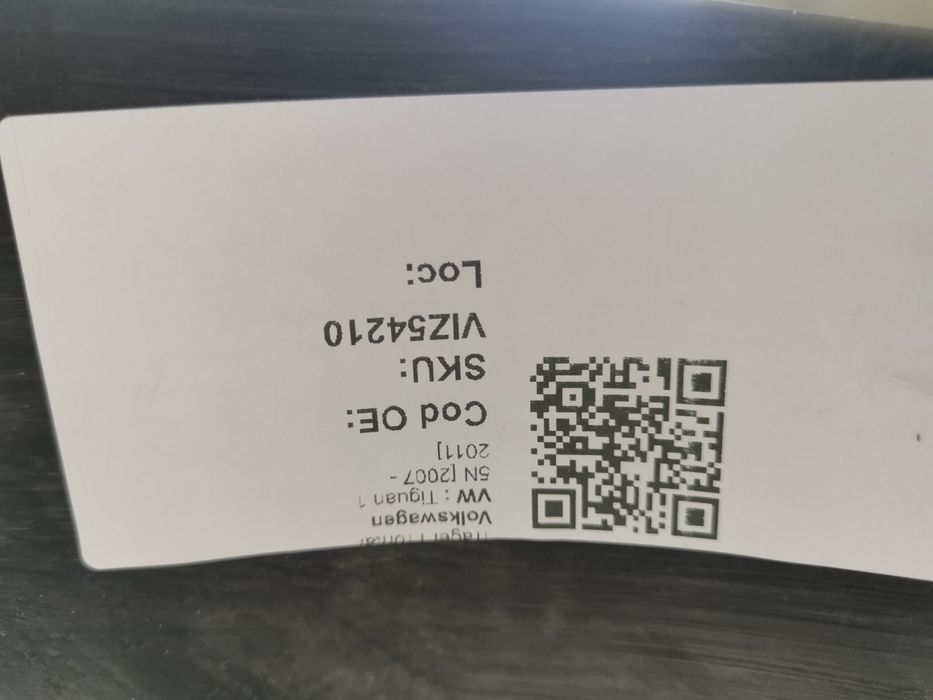 Volkswagen
VW : Tiguan 1
5N [2007 -
2011]
Cod OE:
SKU:
VIZ54210
Loc: